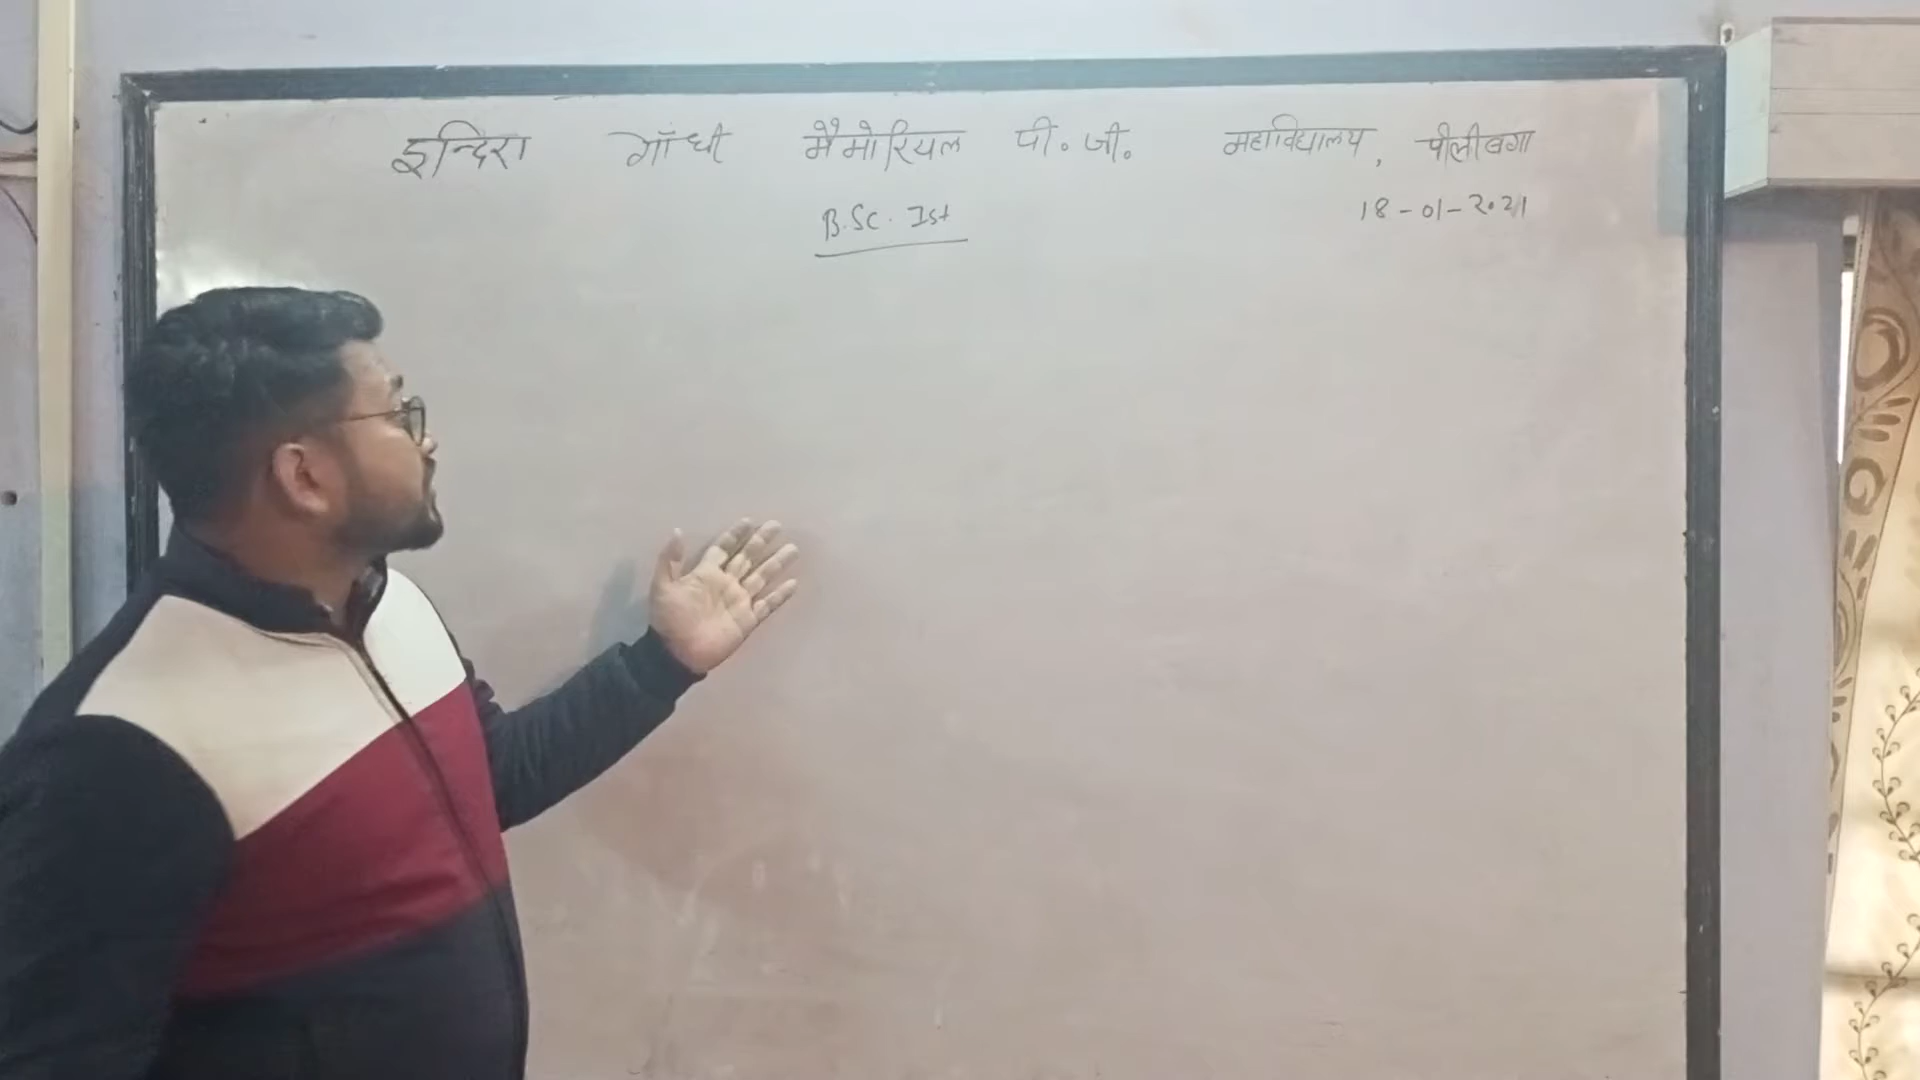 इन्दिरा गाँधी मैमोरियल पी॰ जी॰ महाविद्यालय, पीलीबंगा
B.Sc. Ist
18-01-2021